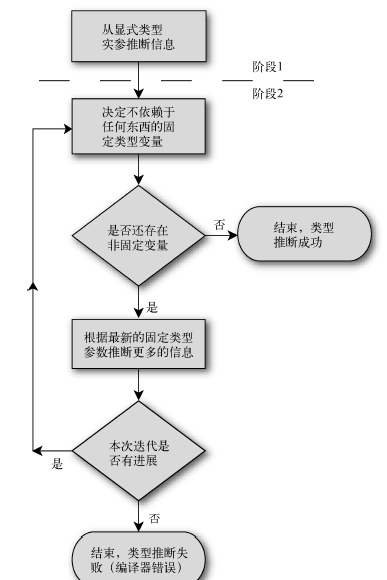 从显式类型
实参推断信息
阶段1
阶段2
决定不依赖于
任何东西的固
定类型变量
是否还存在
非固定变量
否
结束，类型
推断成功
是
根据最新的固定类型
参数推断更多的信息
本次迭代是
否有进展
是
否
结束，类型推断失
败（编译器错误）